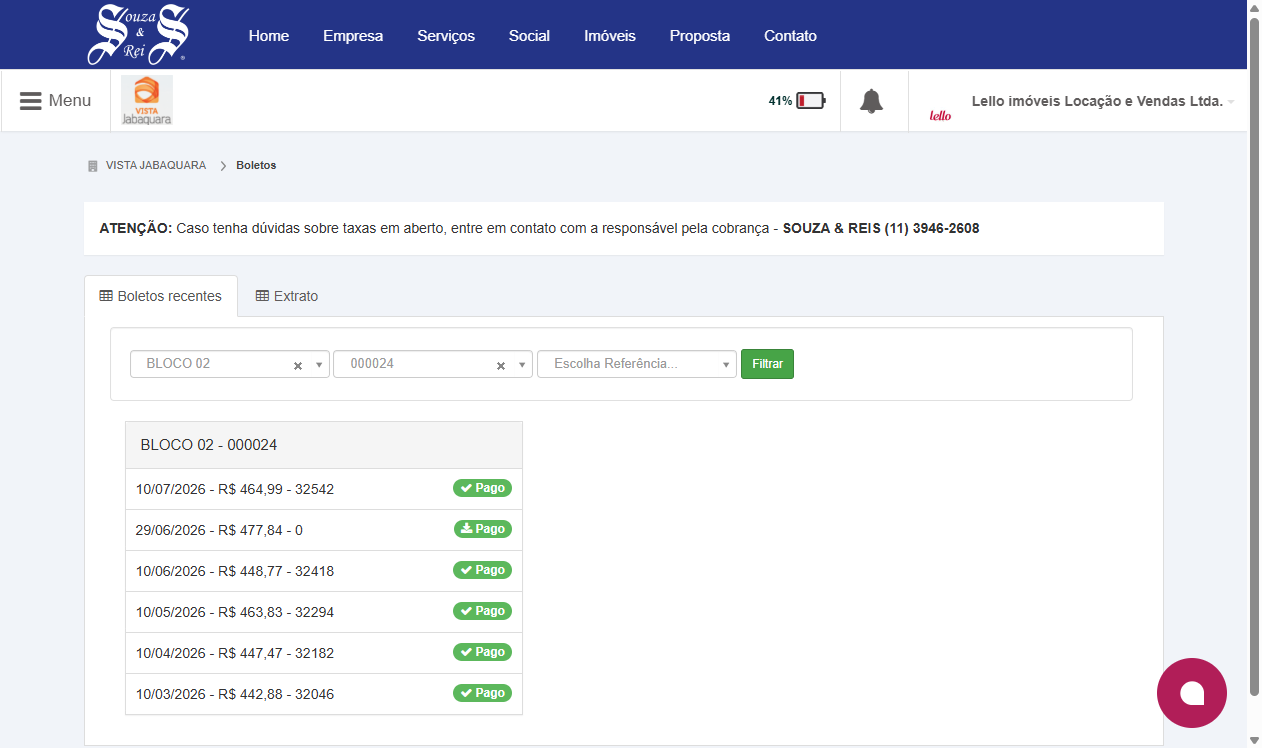 Souza
&
Reis
Home Empresa Serviços Social Imóveis Proposta Contato
Menu
VISTA
Jabaquara
41%
lello
Lello imóveis Locação e Vendas Ltda.
VISTA JABAQUARA > Boletos
ATENÇÃO: Caso tenha dúvidas sobre taxas em aberto, entre em contato com a responsável pela cobrança - SOUZA & REIS (11) 3946-2608
Boletos recentes Extrato
BLOCO 02 × 000024 × Escolha Referência... Filtrar
BLOCO 02 - 000024
10/07/2026 - R$ 464,99 - 32542 Pago
29/06/2026 - R$ 477,84 - 0 Pago
10/06/2026 - R$ 448,77 - 32418 Pago
10/05/2026 - R$ 463,83 - 32294 Pago
10/04/2026 - R$ 447,47 - 32182 Pago
10/03/2026 - R$ 442,88 - 32046 Pago